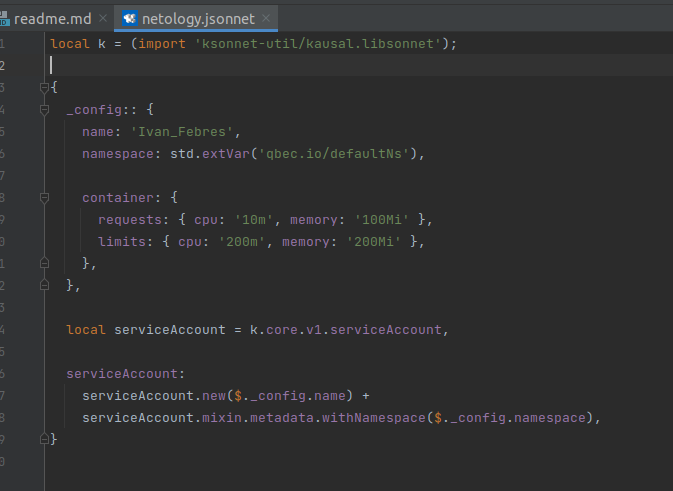 readme.md netology.jsonnet
1 local k = (import 'ksonnet-util/kausal.libsonnet');
2
3 {
4 _config:: {
5 name: 'Ivan_Febres',
6 namespace: std.extVar('qbec.io/defaultNs'),
7
8 container: {
9 requests: { cpu: '10m', memory: '100Mi' },
0 limits: { cpu: '200m', memory: '200Mi' },
1 },
2 },
3
4 local serviceAccount = k.core.v1.serviceAccount,
5
6 serviceAccount:
7 serviceAccount.new($._config.name) +
8 serviceAccount.mixin.metadata.withNamespace($._config.namespace),
9 }
0